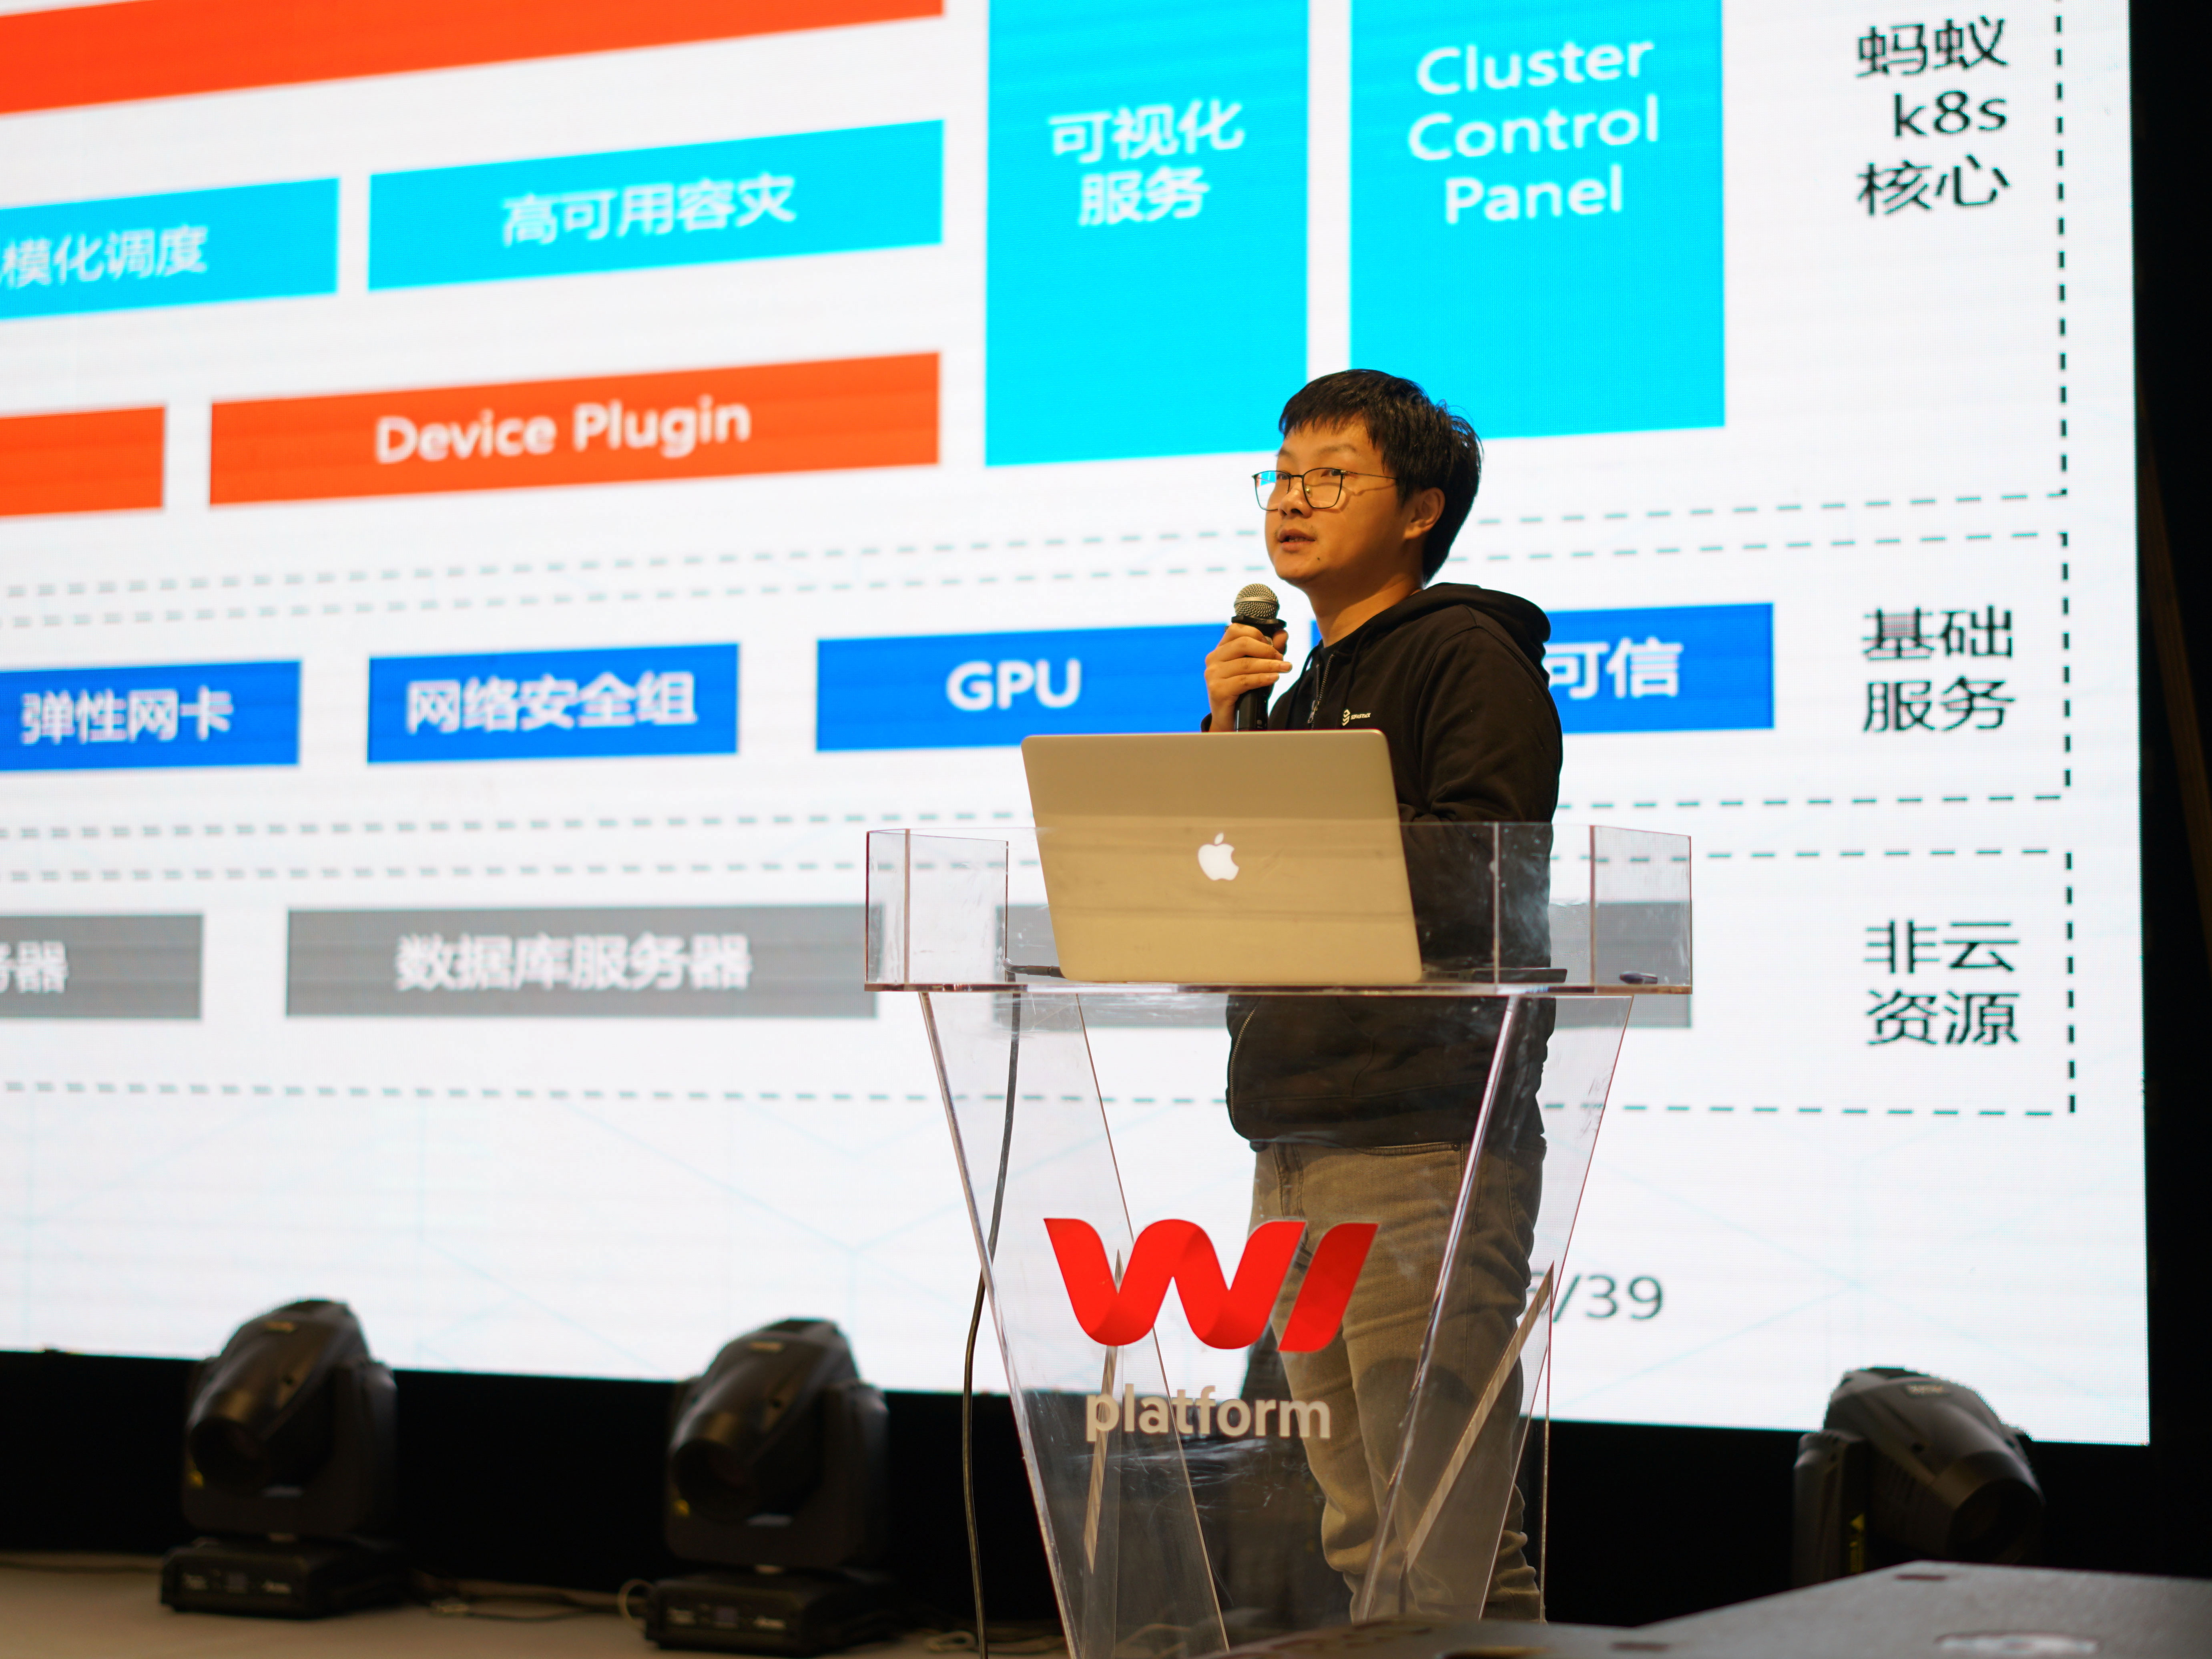 可视化
服务
Cluster
Control
Panel
蚂蚁
k8s
核心
模化调度
高可用容灾
Device Plugin
弹性网卡
网络安全组
GPU
可信
基础
服务
务器
数据库服务器
非云
资源
/39
WI
platform